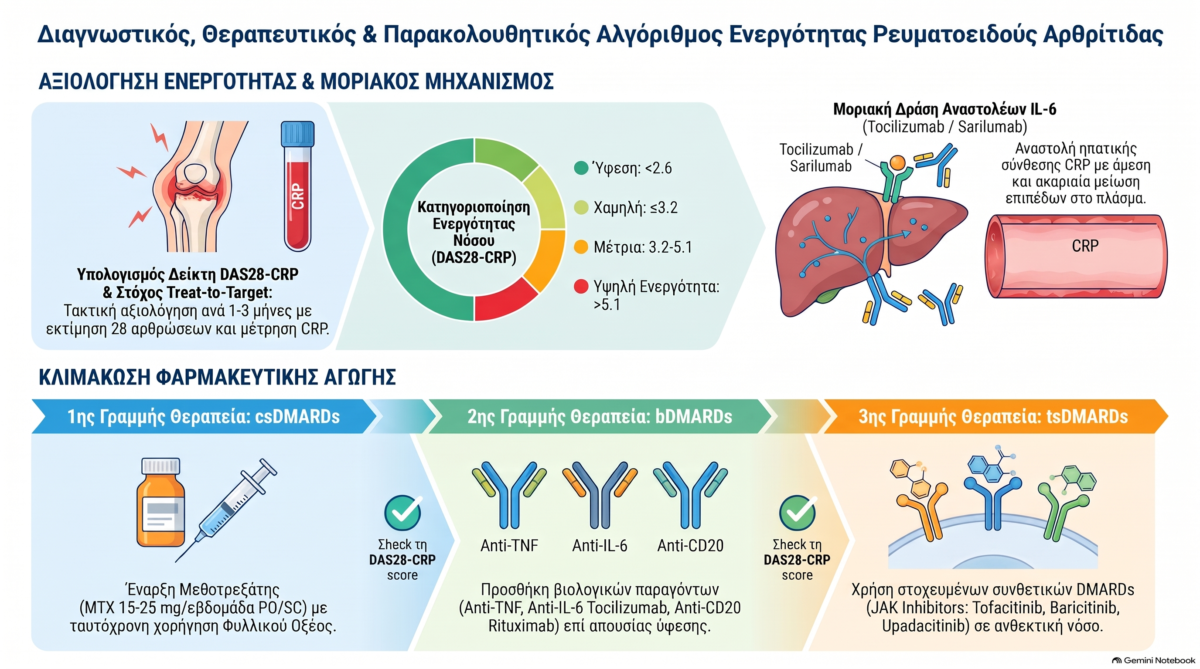 Διαγνωστικός, Θεραπευτικός & Παρακολουθητικός Αλγόριθμος Ενεργότητας Ρευματοειδούς Αρθρίτιδας
ΑΞΙΟΛΟΓΗΣΗ ΕΝΕΡΓΟΤΗΤΑΣ & ΜΟΡΙΑΚΟΣ ΜΗΧΑΝΙΣΜΟΣ
CRP
Υπολογισμός Δείκτη DAS28-CRP
& Στόχος Treat-to-Target:
Τακτική αξιολόγηση ανά 1-3 μήνες με
εκτίμηση 28 αρθρώσεων και μέτρηση CRP.
Κατηγοριοποίηση
Ενεργότητας
Νόσου
(DAS28-CRP)
Ύφεση: <2.6
Χαμηλή: ≤3.2
Μέτρια: 3.2-5.1
Υψηλή Ενεργότητα:
>5.1
Μοριακή Δράση Αναστολέων IL-6
(Tocilizumab / Sarilumab)
Tocilizumab /
Sarilumab
Αναστολή ηπατικής
σύνθεσης CRP με άμεση
και ακαριαία μείωση
επιπέδων στο πλάσμα.
CRP
ΚΛΙΜΑΚΩΣΗ ΦΑΡΜΑΚΕΥΤΙΚΗΣ ΑΓΩΓΗΣ
1ης Γραμμής Θεραπεία: csDMARDs
Έναρξη Μεθοτρεξάτης
(MTX 15-25 mg/εβδομάδα PO/SC) με
ταυτόχρονη χορήγηση Φυλλικού Οξέος.
Σheck τη
DAS28-CRP
score
2ης Γραμμής Θεραπεία: bDMARDs
Anti-TNF
Anti-IL-6
Anti-CD20
Προσθήκη βιολογικών παραγόντων
(Anti-TNF, Anti-IL-6 Tocilizumab, Anti-CD20
Rituximab) επί απουσίας ύφεσης.
Σheck τη
DAS28-CRP
score
3ης Γραμμής Θεραπεία: tsDMARDs
Χρήση στοχευμένων συνθετικών DMARDs
(JAK Inhibitors: Tofacitinib, Baricitinib,
Upadacitinib) σε ανθεκτική νόσο.
Gemini Notebook